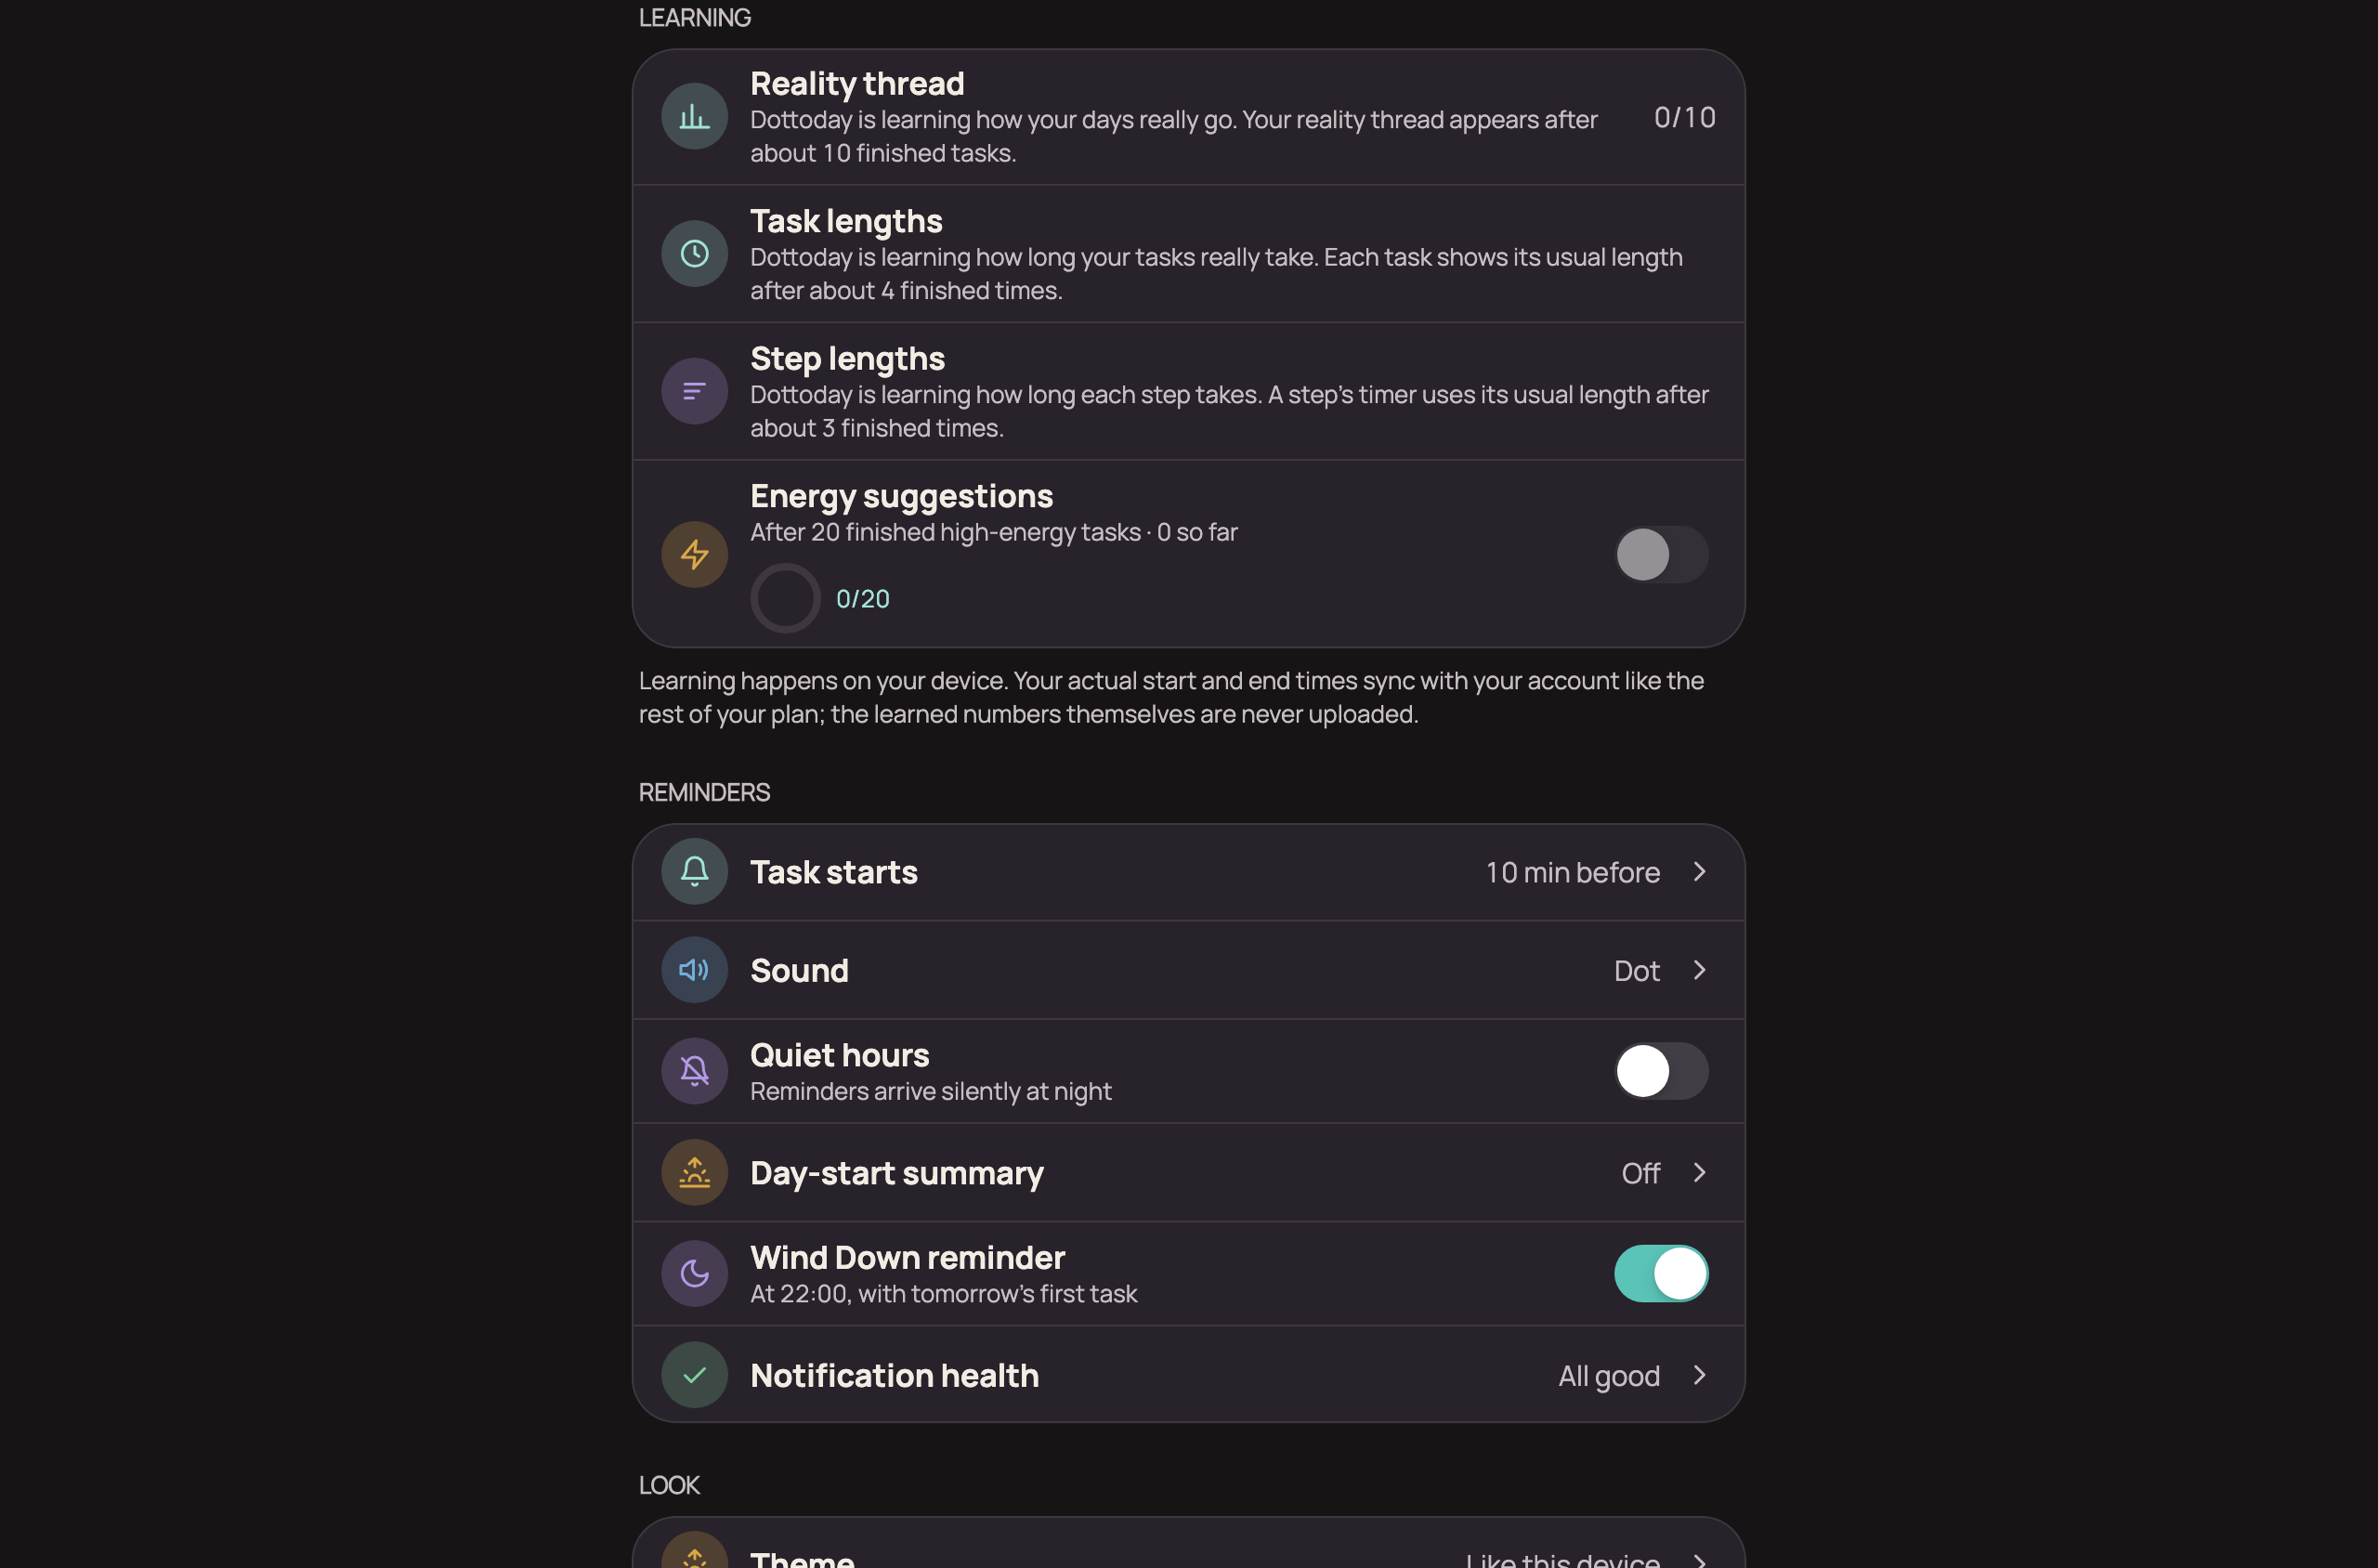 LEARNING
Reality thread
Dottoday is learning how your days really go. Your reality thread appears after
about 10 finished tasks.
0/10
Task lengths
Dottoday is learning how long your tasks really take. Each task shows its usual length
after about 4 finished times.
Step lengths
Dottoday is learning how long each step takes. A step’s timer uses its usual length after
about 3 finished times.
Energy suggestions
After 20 finished high-energy tasks · 0 so far
0/20
Learning happens on your device. Your actual start and end times sync with your account like the
rest of your plan; the learned numbers themselves are never uploaded.
REMINDERS
Task starts
10 min before
Sound
Dot
Quiet hours
Reminders arrive silently at night
Day-start summary
Off
Wind Down reminder
At 22:00, with tomorrow’s first task
Notification health
All good
LOOK
Theme
Like this device